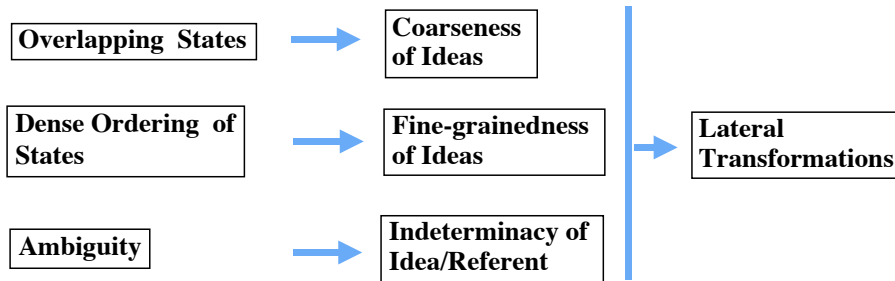 Overlapping States
Coarseness
of Ideas
Dense Ordering of
States
Fine-grainedness
of Ideas
Lateral
Transformations
Ambiguity
Indeterminacy of
Idea/Referent